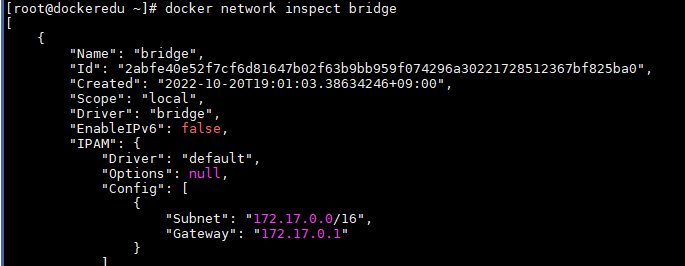 [root@dockeredu ~]# docker network inspect bridge
[
    {
        "Name": "bridge",
        "Id": "2abfe40e52f7cf6d81647b02f63b9bb959f074296a30221728512367bf825ba0",
        "Created": "2022-10-20T19:01:03.38634246+09:00",
        "Scope": "local",
        "Driver": "bridge",
        "EnableIPv6": false,
        "IPAM": {
            "Driver": "default",
            "Options": null,
            "Config": [
                {
                    "Subnet": "172.17.0.0/16",
                    "Gateway": "172.17.0.1"
                }
            ]